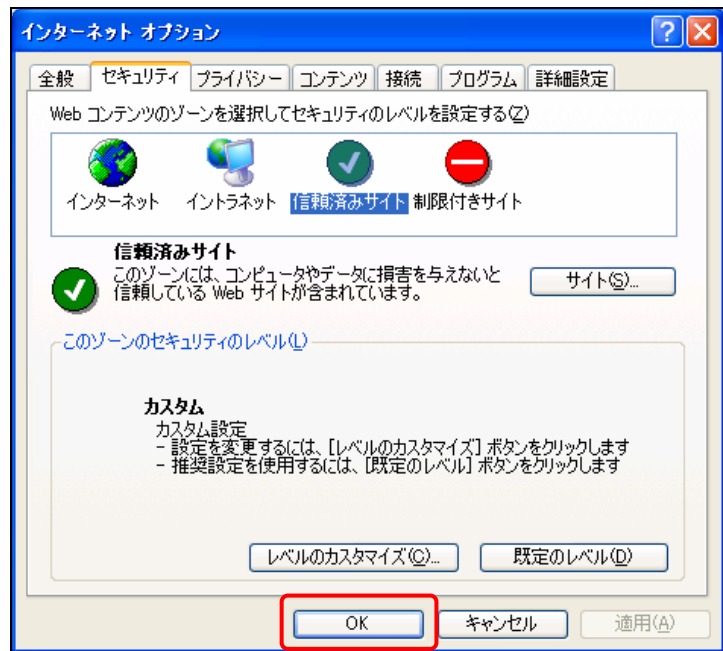 インターネット オプション
全般 セキュリティ プライバシー コンテンツ 接続 プログラム 詳細設定
Web コンテンツのゾーンを選択してセキュリティのレベルを設定する(Z)
インターネット イントラネット 信頼済みサイト 制限付きサイト
信頼済みサイト
このゾーンには、コンピュータやデータに損害を与えないと
信頼している Web サイトが含まれています。
サイト(S)...
このゾーンのセキュリティのレベル(L)
カスタム
カスタム設定
- 設定を変更するには、[レベルのカスタマイズ] ボタンをクリックします
- 推奨設定を使用するには、[既定のレベル] ボタンをクリックします
レベルのカスタマイズ(C)... 既定のレベル(D)
OK キャンセル 適用(A)